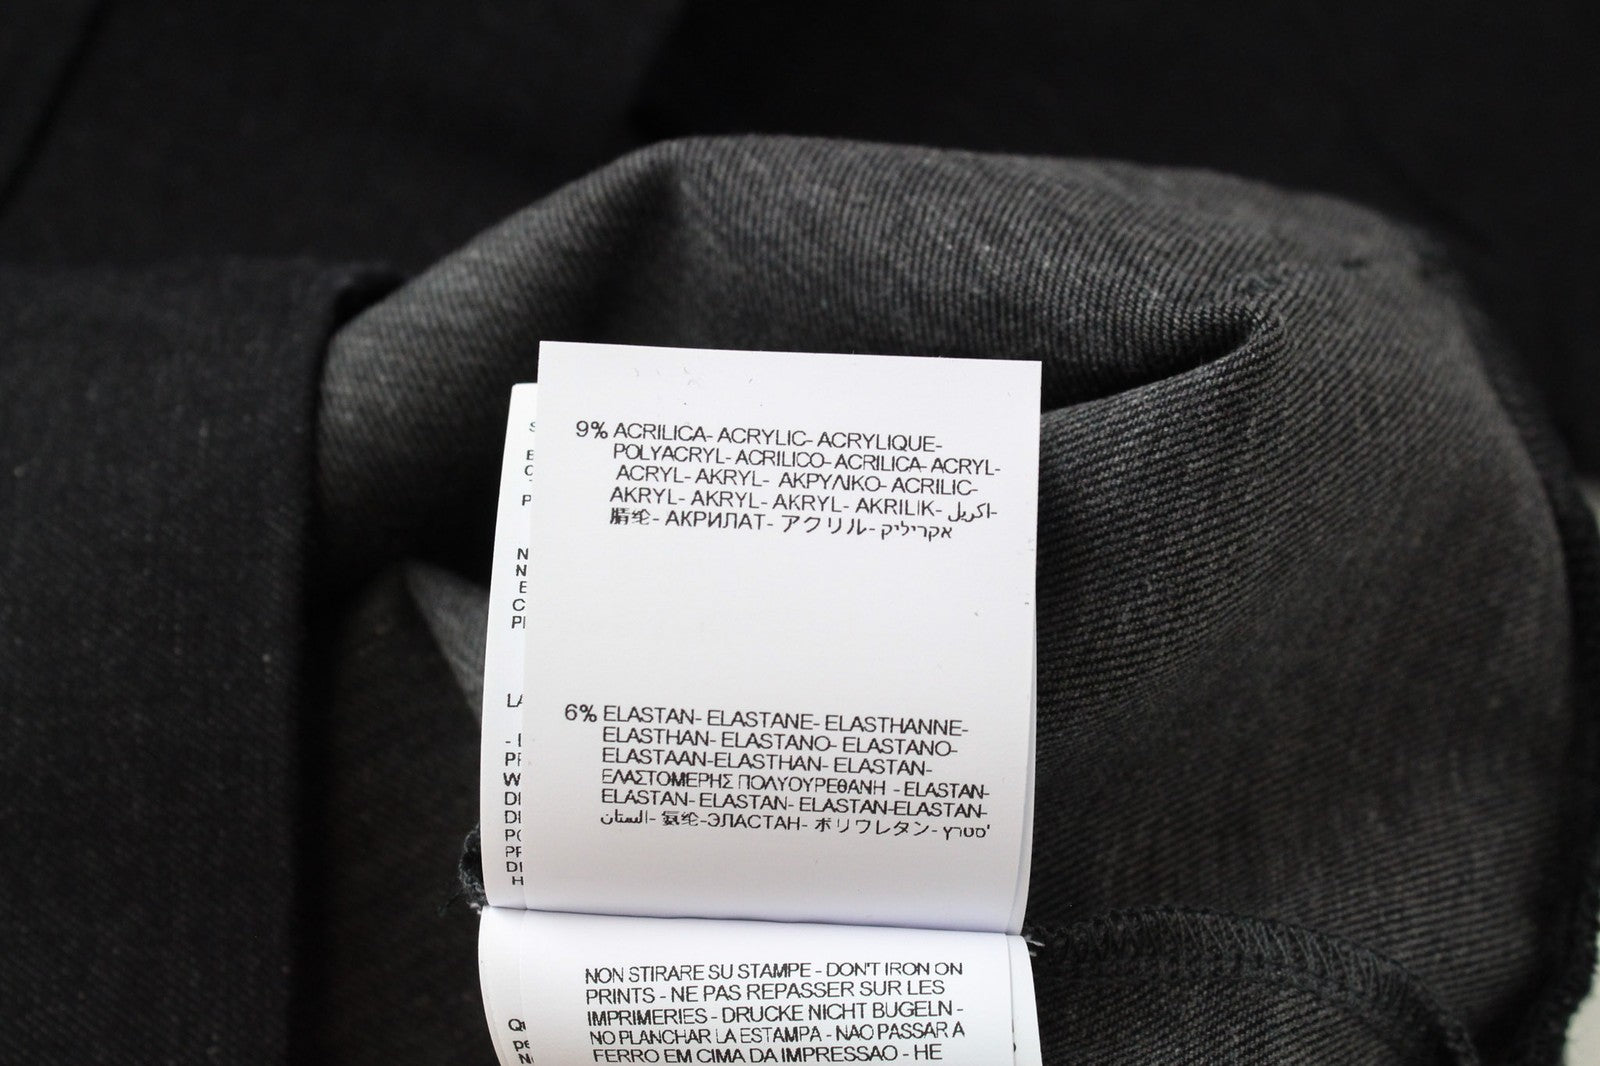 9% ACRILICA- ACRYLIC- ACRYLIQUE-
POLYACRYL- ACRILICO- ACRILICA- ACRYL-
ACRYL- AKRYL- ΑΚΡΥΛΙΚΟ- ACRILIC-
AKRYL- AKRYL- AKRYL- AKRILIK- اكريل-
腈纶- АКРИЛАТ- アクリル- אקריליק
6% ELASTAN- ELASTANE- ELASTHANNE-
ELASTHAN- ELASTANO- ELASTANO-
ELASTAAN-ELASTHAN- ELASTAN-
ΕΛΑΣΤΟΜΕΡΗΣ ΠΟΛΥΟΥΡΕΘΑΝΗ - ELASTAN-
ELASTAN- ELASTAN- ELASTAN-ELASTAN-
الستان- 氨纶-ЭЛАСТАН- ポリウレタン-
NON STIRARE SU STAMPE - DON'T IRON ON
PRINTS - NE PAS REPASSER SUR LES
IMPRIMERIES - DRUCKE NICHT BUGELN -
NO PLANCHAR LA ESTAMPA - NAO PASSAR A
FERRO EM CIMA DA IMPRESSAO - HE